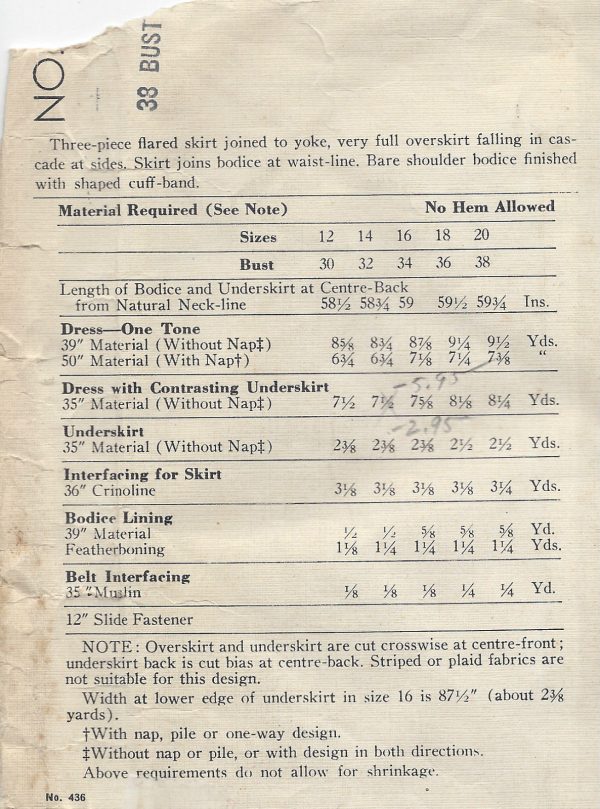 NO.
38 BUST
Three-piece flared skirt joined to yoke, very full overskirt falling in cas-
cade at sides. Skirt joins bodice at waist-line. Bare shoulder bodice finished
with shaped cuff-band.
Material Required (See Note) No Hem Allowed
Sizes 12 14 16 18 20
Bust 30 32 34 36 38
Length of Bodice and Underskirt at Centre-Back
from Natural Neck-line 58½ 58¾ 59 59½ 59¾ Ins.
Dress—One Tone
39″ Material (Without Nap‡) 8⅝ 8¾ 8⅞ 9¼ 9½ Yds.
50″ Material (With Nap†) 6¾ 6¾ 7⅛ 7¼ 7⅜ “
-5.95
Dress with Contrasting Underskirt
35″ Material (Without Nap‡) 7½ 7½ 7⅝ 8⅛ 8¼ Yds.
-2.95
Underskirt
35″ Material (Without Nap‡) 2⅜ 2⅜ 2⅜ 2½ 2½ Yds.
Interfacing for Skirt
36″ Crinoline 3⅛ 3⅛ 3⅛ 3⅛ 3¼ Yds.
Bodice Lining
39″ Material ½ ½ ⅝ ⅝ ⅝ Yd.
Featherboning 1⅛ 1¼ 1¼ 1¼ 1¼ Yds.
Belt Interfacing
35″ Muslin ⅛ ⅛ ⅛ ¼ ¼ Yd.
12″ Slide Fastener
NOTE: Overskirt and underskirt are cut crosswise at centre-front;
underskirt back is cut bias at centre-back. Striped or plaid fabrics are
not suitable for this design.
Width at lower edge of underskirt in size 16 is 87½″ (about 2⅜
yards).
†With nap, pile or one-way design.
‡Without nap or pile, or with design in both directions.
Above requirements do not allow for shrinkage.
No. 436